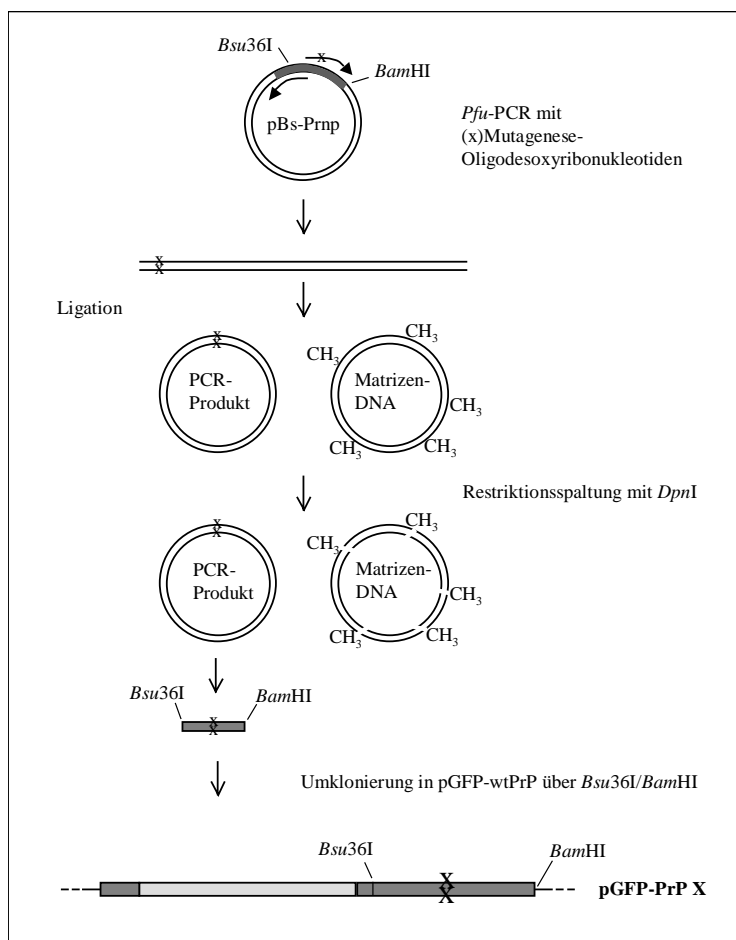 Bsu36I
x
BamHI
pBs-Prnp
Pfu-PCR mit
(x)Mutagenese-
Oligodesoxyribonukleotiden
x
x
Ligation
x
x
PCR-
Produkt
CH3
CH3
Matrizen-
DNA
CH3
CH3
CH3
Restriktionsspaltung mit DpnI
x
x
PCR-
Produkt
CH3
CH3
Matrizen-
DNA
CH3
CH3
CH3
Bsu36I
BamHI
x
x
Umklonierung in pGFP-wtPrP über Bsu36I/BamHI
Bsu36I
BamHI
X
X
pGFP-PrP X